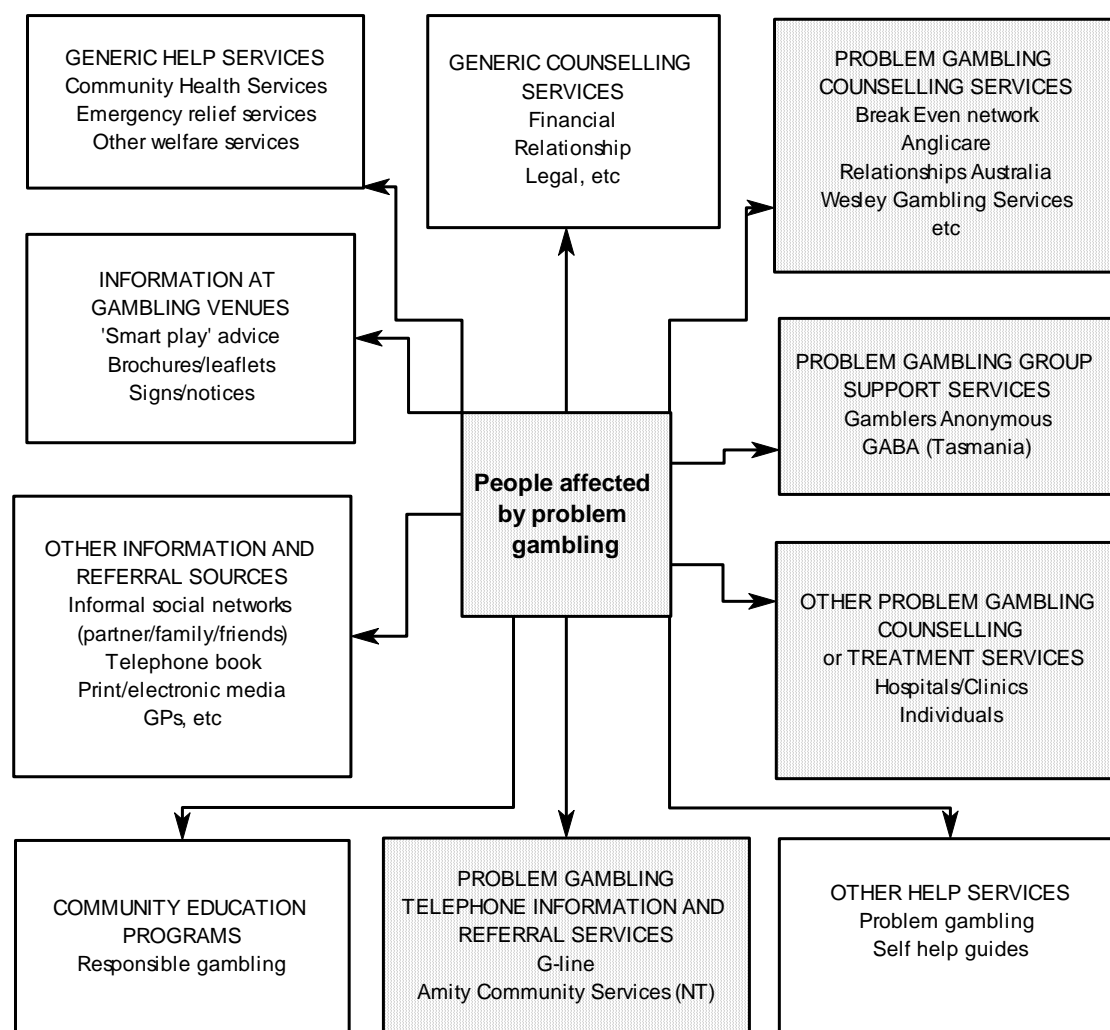 GENERIC HELP SERVICES
Community Health Services
Emergency relief services
Other welfare services
GENERIC COUNSELLING
SERVICES
Financial
Relationship
Legal, etc
PROBLEM GAMBLING
COUNSELLING SERVICES
Break Even network
Anglicare
Relationships Australia
Wesley Gambling Services
etc
INFORMATION AT
GAMBLING VENUES
'Smart play' advice
Brochures/leaflets
Signs/notices
PROBLEM GAMBLING GROUP
SUPPORT SERVICES
Gamblers Anonymous
GABA (Tasmania)
People affected
by problem
gambling
OTHER INFORMATION AND
REFERRAL SOURCES
Informal social networks
(partner/family/friends)
Telephone book
Print/electronic media
GPs, etc
OTHER PROBLEM GAMBLING
COUNSELLING
or TREATMENT SERVICES
Hospitals/Clinics
Individuals
COMMUNITY EDUCATION
PROGRAMS
Responsible gambling
PROBLEM GAMBLING
TELEPHONE INFORMATION AND
REFERRAL SERVICES
G-line
Amity Community Services (NT)
OTHER HELP SERVICES
Problem gambling
Self help guides